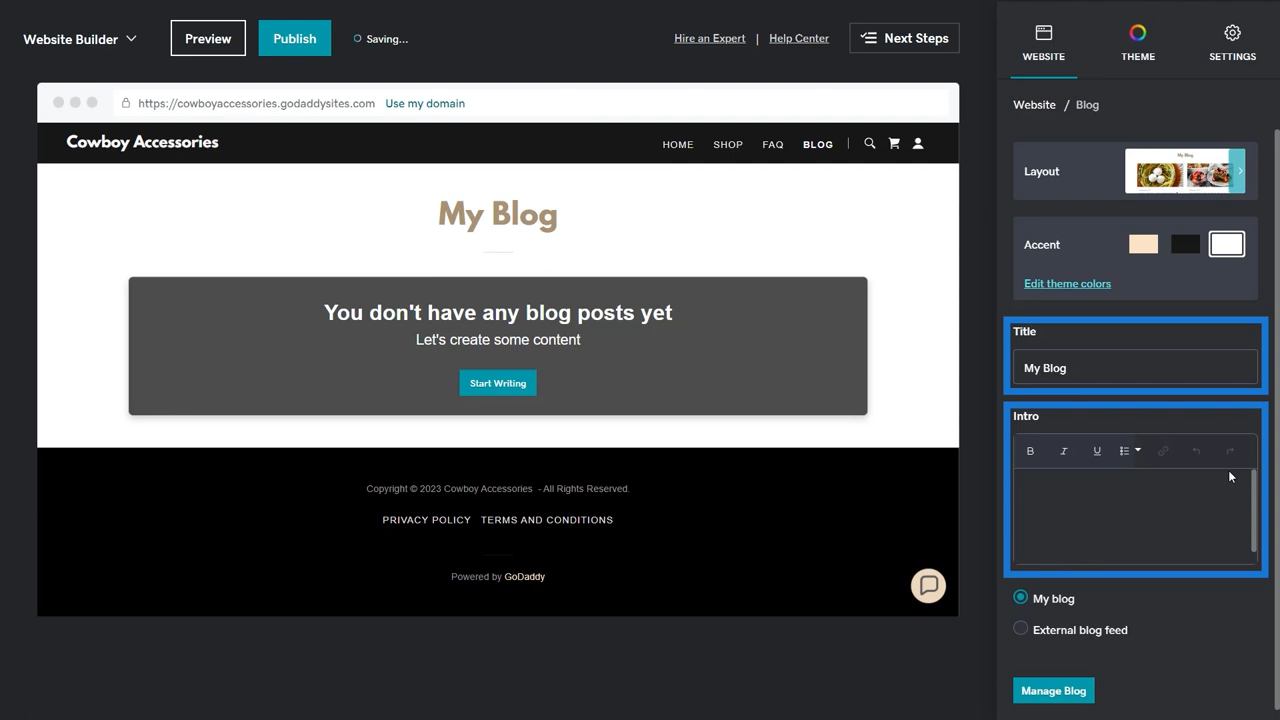 Website Builder
Preview
Publish
Saving...
Hire an Expert | Help Center
Next Steps
WEBSITE
THEME
SETTINGS
https://cowboyaccessories.godaddysites.com Use my domain
Cowboy Accessories
HOME SHOP FAQ BLOG
My Blog
You don't have any blog posts yet
Let's create some content
Start Writing
Copyright © 2023 Cowboy Accessories - All Rights Reserved.
PRIVACY POLICY TERMS AND CONDITIONS
Powered by GoDaddy
Website / Blog
Layout
My Blog
Accent
Edit theme colors
Title
My Blog
Intro
B I U
My blog
External blog feed
Manage Blog